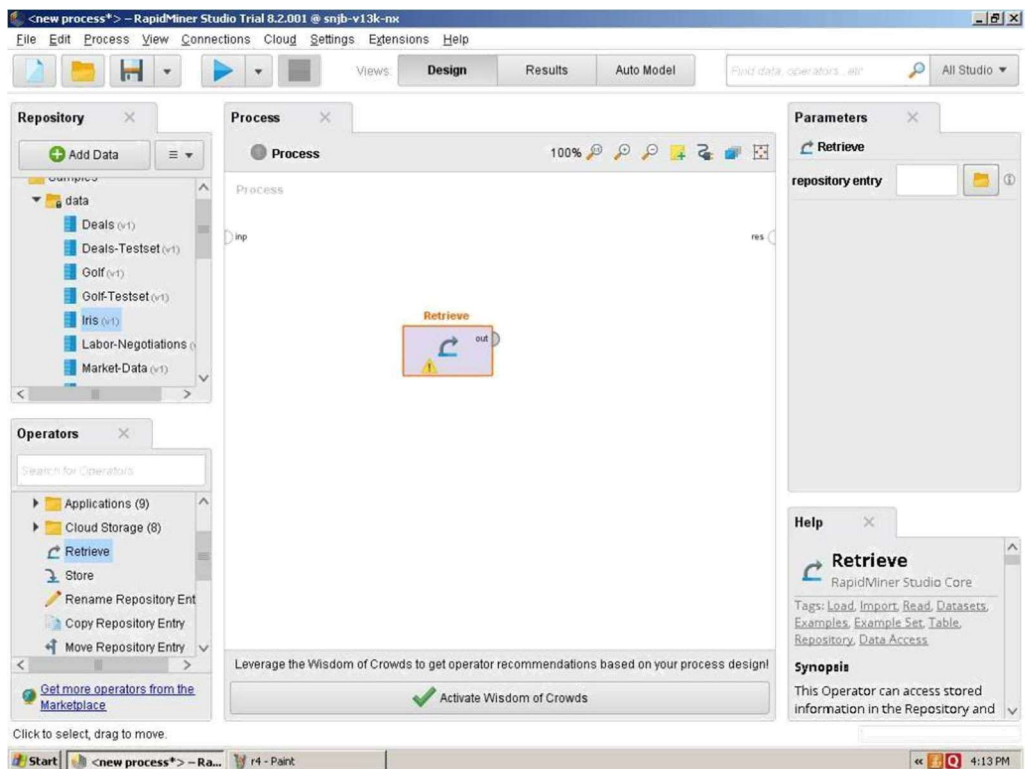 <new process*> – RapidMiner Studio Trial 8.2.001 @ snjb-v13k-nx
File Edit Process View Connections Cloud Settings Extensions Help
Views: Design Results Auto Model Find data, operators...etc All Studio
Repository
Add Data
Samples
data
Deals (v1)
Deals-Testset (v1)
Golf (v1)
Golf-Testset (v1)
Iris (v1)
Labor-Negotiations
Market-Data (v1)
Operators
Search for Operators
Applications (9)
Cloud Storage (8)
Retrieve
Store
Rename Repository Ent
Copy Repository Entry
Move Repository Entry
Get more operators from the
Marketplace
Process
Process
100%
Process
inp
res
Retrieve
out
Leverage the Wisdom of Crowds to get operator recommendations based on your process design!
Activate Wisdom of Crowds
Parameters
Retrieve
repository entry
Help
Retrieve
RapidMiner Studio Core
Tags: Load, Import, Read, Datasets,
Examples, Example Set, Table,
Repository, Data Access
Synopsis
This Operator can access stored
information in the Repository and
Click to select, drag to move.
Start <new process*> – Ra... r4 - Paint 4:13 PM